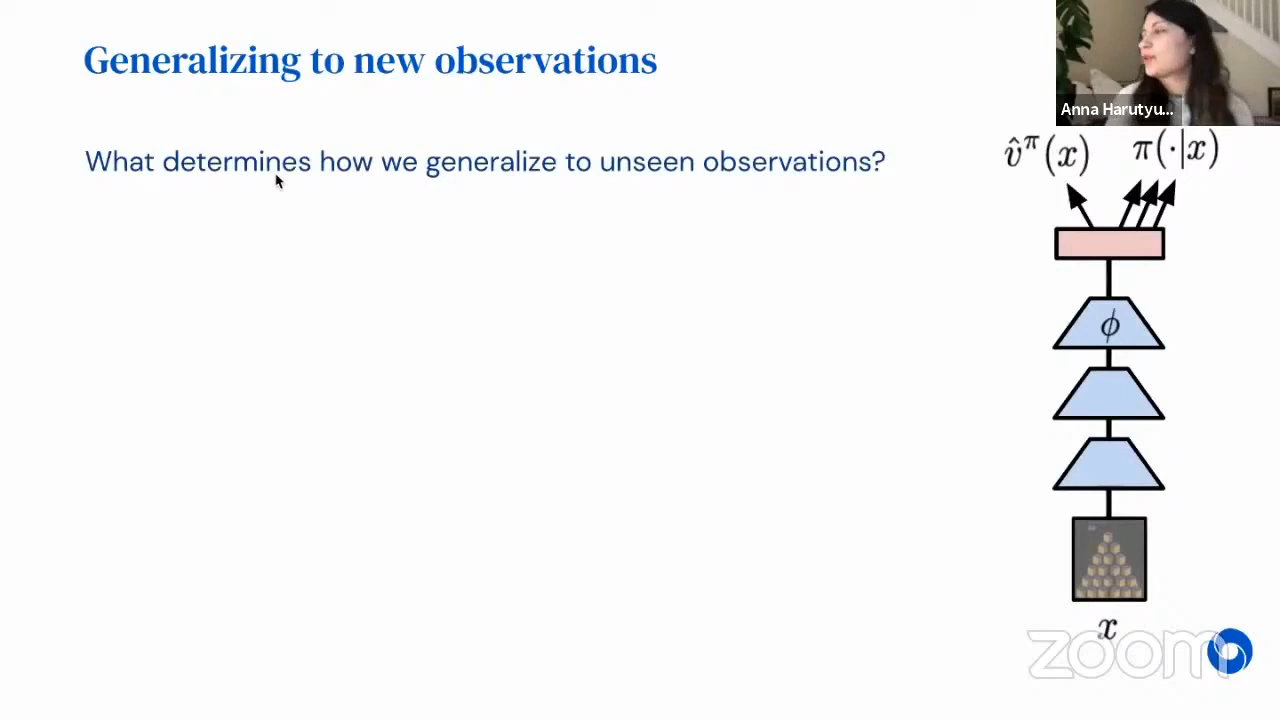 Generalizing to new observations
Anna Harutyu...
What determines how we generalize to unseen observations?
v̂^π(x) π(·|x)
ϕ
x
zoom